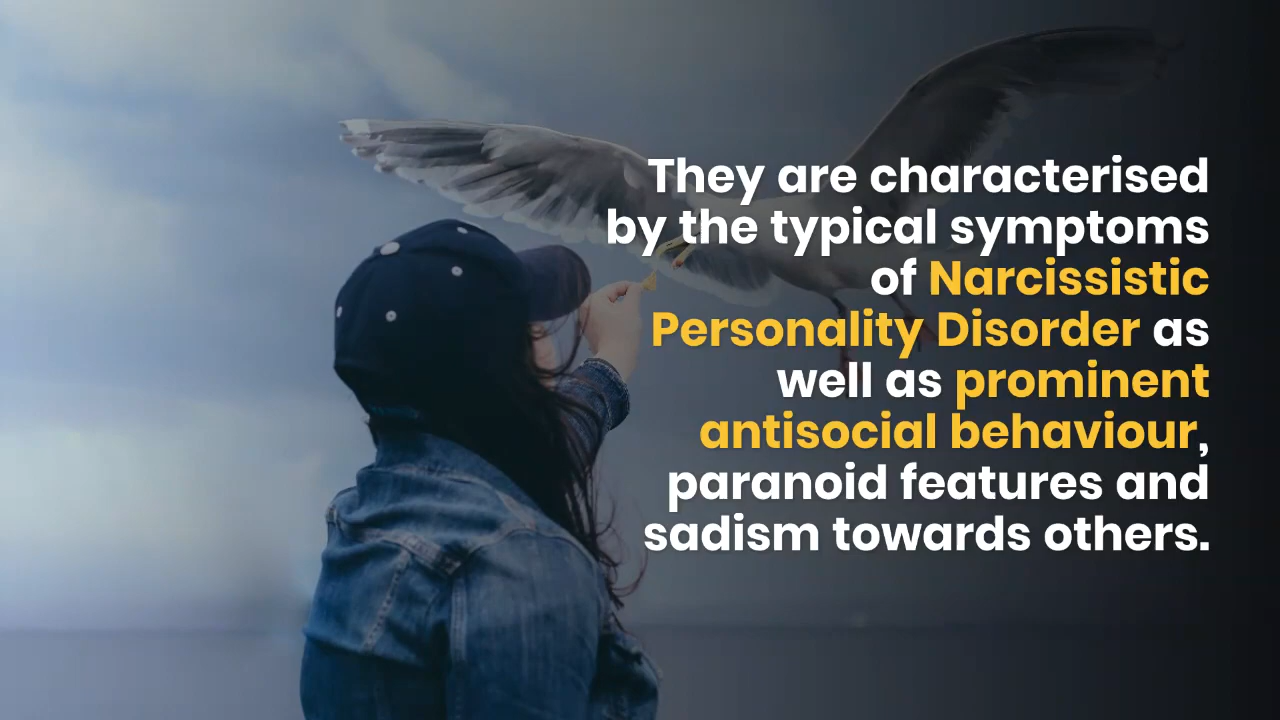 They are characterised
by the typical symptoms
of Narcissistic
Personality Disorder as
well as prominent
antisocial behaviour,
paranoid features and
sadism towards others.